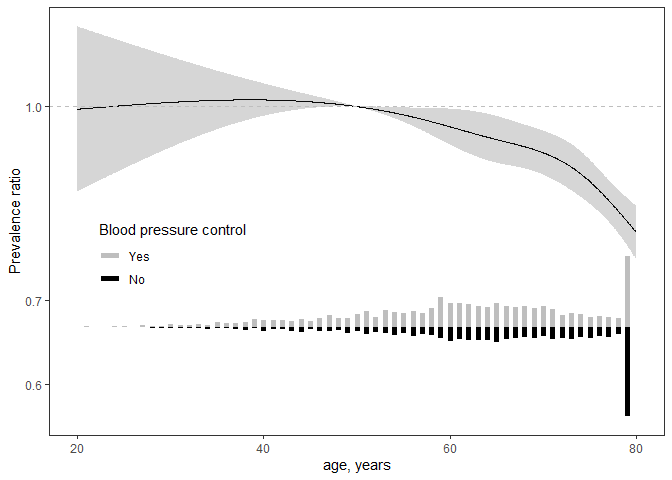 1.0
0.7
0.6
Prevalence ratio
Blood pressure control
Yes
No
20
40
60
80
age, years